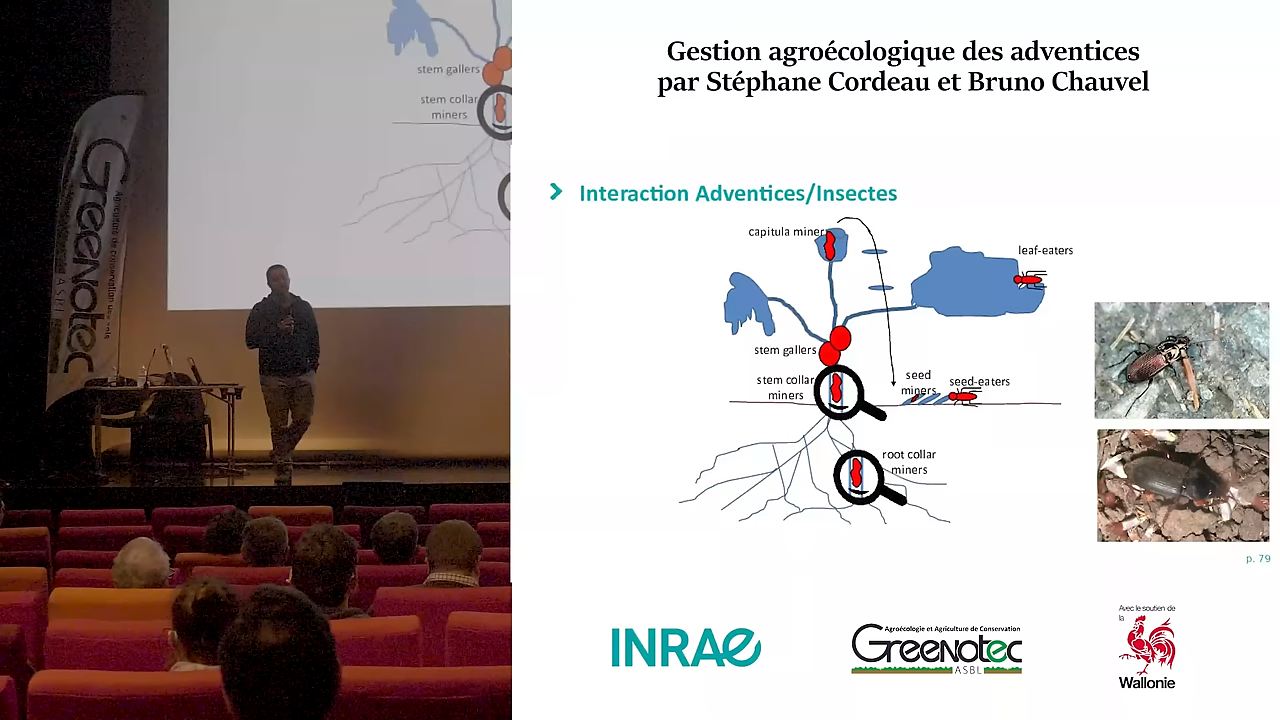 stem gallers
stem collar
miners
Greenotec
ASBL
Gestion agroécologique des adventices
par Stéphane Cordeau et Bruno Chauvel
Interaction Adventices/Insectes
capitula miner
leaf-eaters
stem gallers
stem collar
miners
seed
miners
seed-eaters
root collar
miners
p. 79
INRAE
Agroécologie et Agriculture de Conservation
Greenotec
ASBL
Avec le soutien de
la
Wallonie